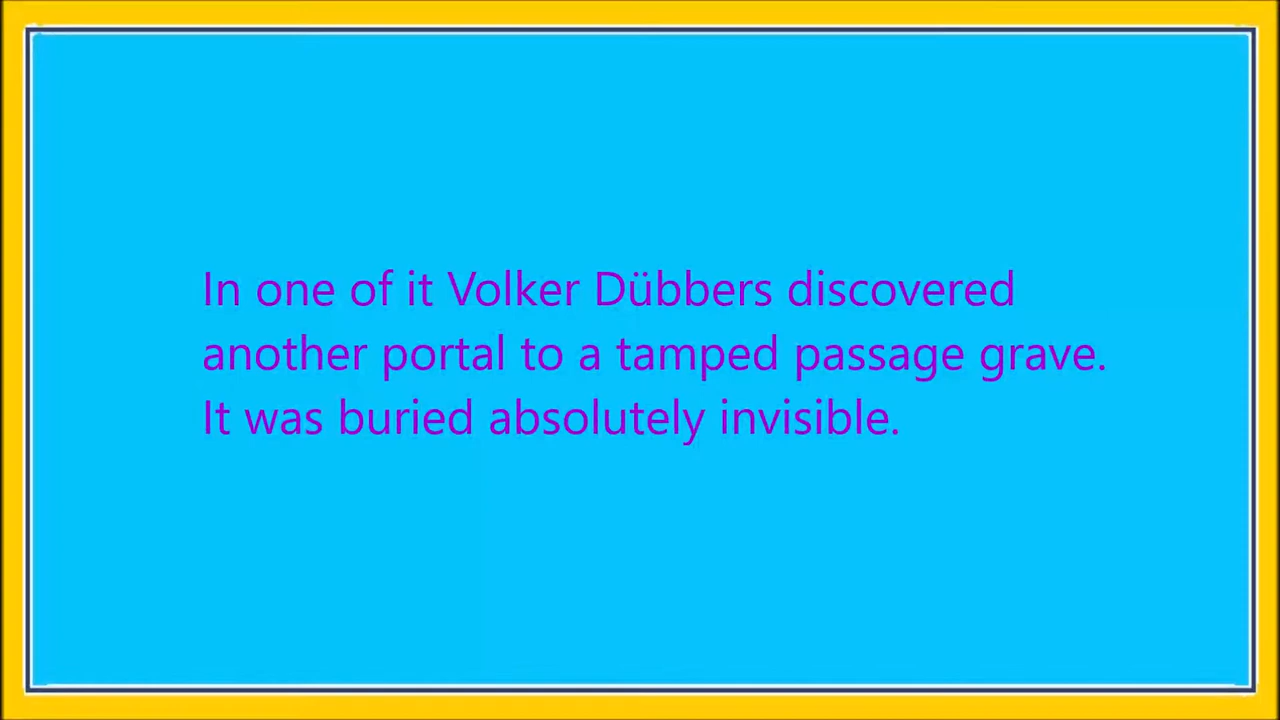 In one of it Volker Dübbers discovered
another portal to a tamped passage grave.
It was buried absolutely invisible.